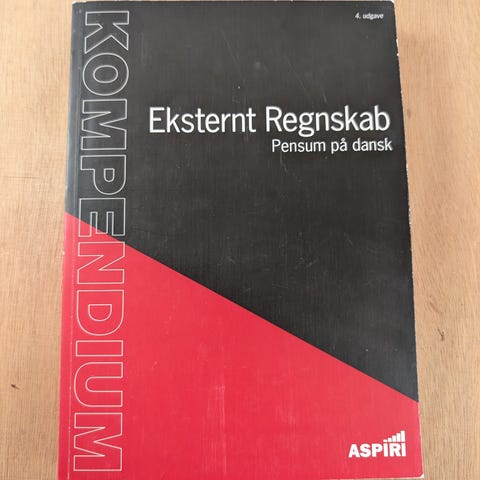 4. udgave
KOMPENDIUM
Eksternt Regnskab
Pensum på dansk
ASPIRI